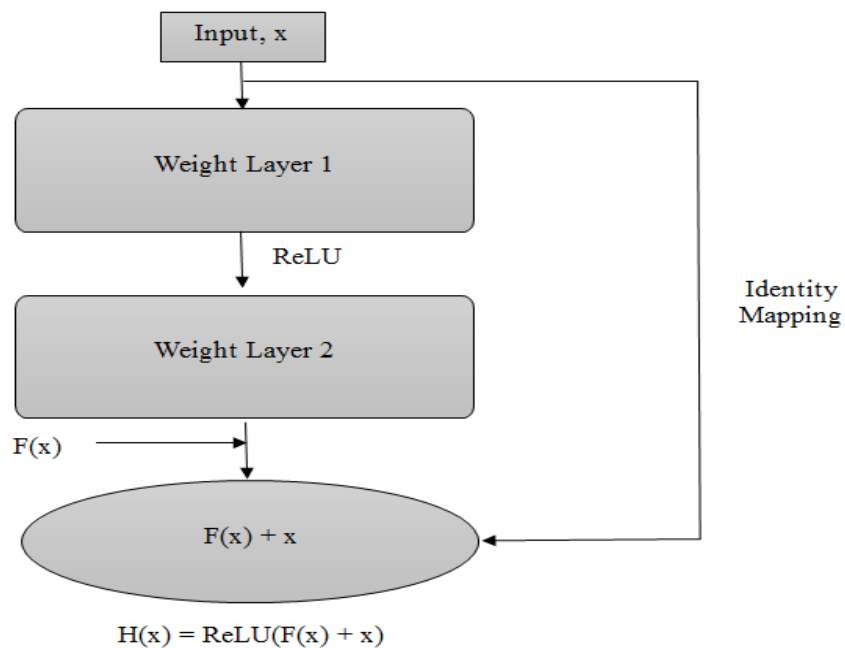 Input, x
Weight Layer 1
ReLU
Identity
Mapping
Weight Layer 2
F(x)
F(x) + x
H(x) = ReLU(F(x) + x)